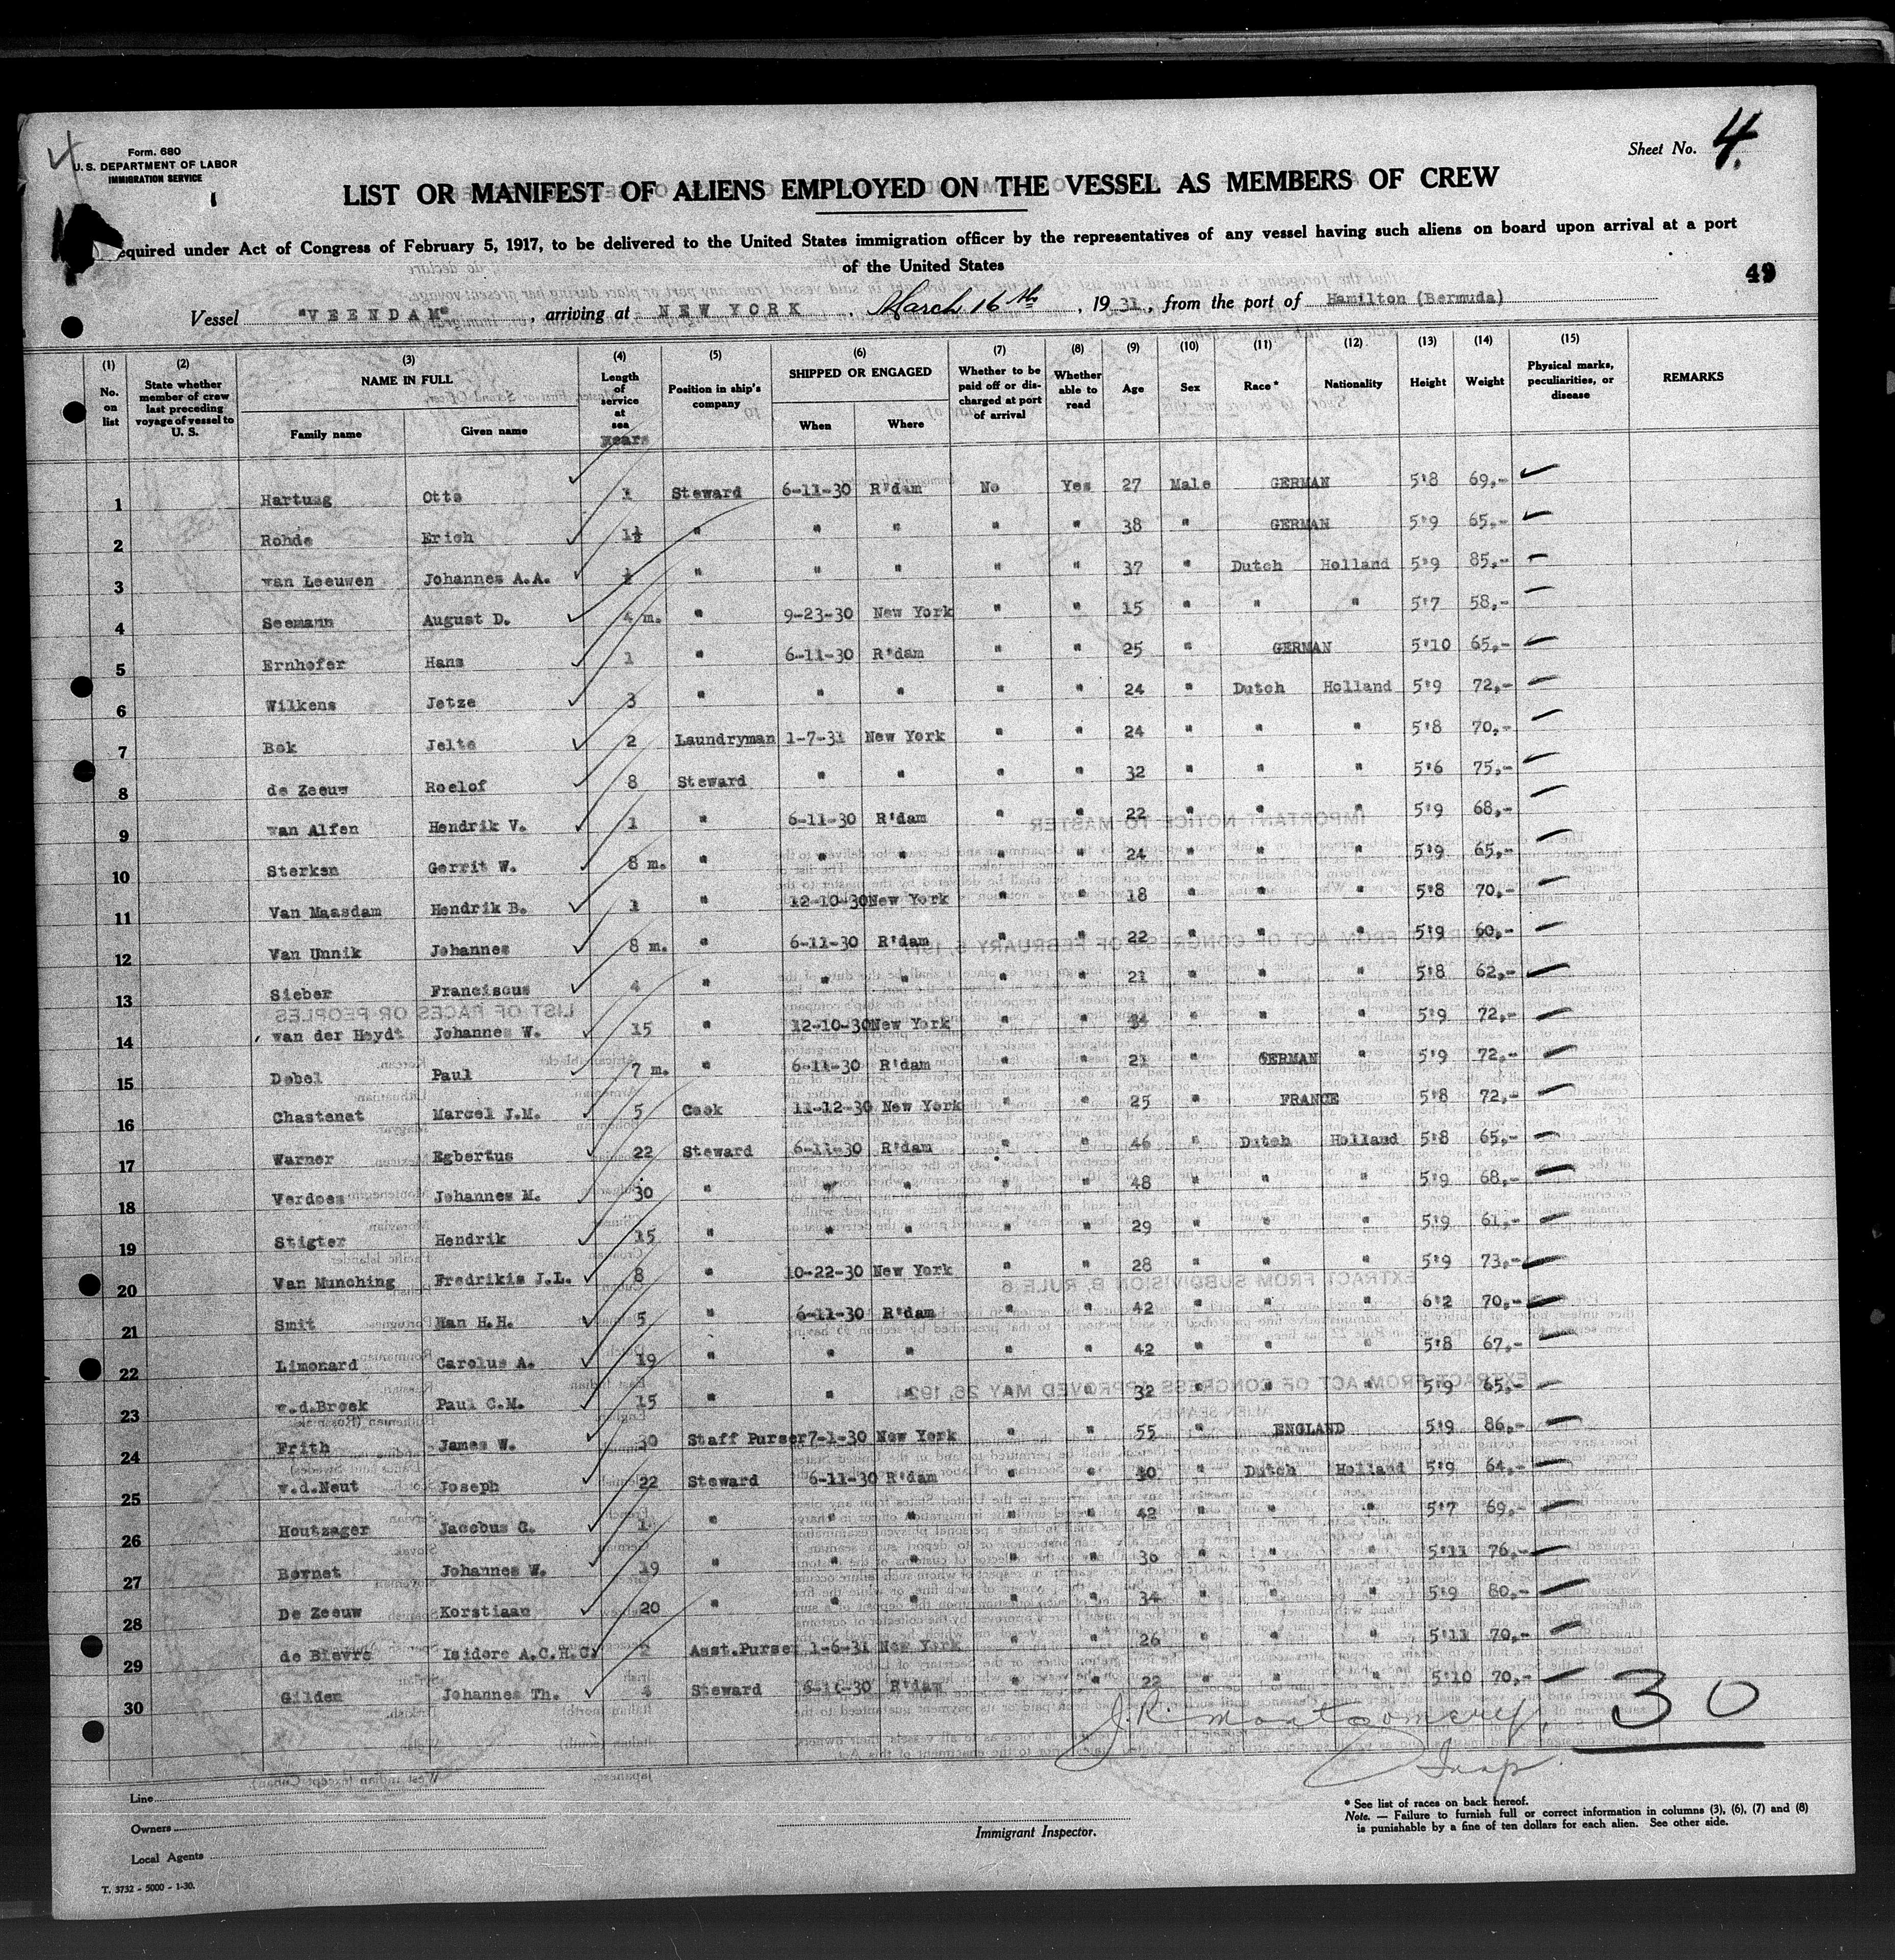 Form. 680
U. S. DEPARTMENT OF LABOR
IMMIGRATION SERVICE
Sheet No. 4.
LIST OR MANIFEST OF ALIENS EMPLOYED ON THE VESSEL AS MEMBERS OF CREW
equired under Act of Congress of February 5, 1917, to be delivered to the United States immigration officer by the representatives of any vessel having such aliens on board upon arrival at a port
of the United States
49
Vessel "VEENDAM", arriving at NEW YORK, March 16th, 1931, from the port of Hamilton (Bermuda)
(1) No. on list (2) State whether member of crew last preceding voyage of vessel to U. S. (3) NAME IN FULL Family name Given name (4) Length of service at sea years (5) Position in ship's company (6) SHIPPED OR ENGAGED When Where (7) Whether to be paid off or discharged at port of arrival (8) Whether able to read (9) Age (10) Sex (11) Race* (12) Nationality (13) Height (14) Weight (15) Physical marks, peculiarities, or disease REMARKS
1 Hartung Otto 1 Steward 6-11-30 R'dam No Yes 27 Male GERMAN 5'8 69,-
2 Rohde Erich 1½ " " " " " 38 " GERMAN 5'9 65,-
3 van Leeuwen Johannes A.A. ½ " " " " " 37 " Dutch Holland 5'9 85,-
4 Seemann August D. 4 m. " 9-23-30 New York " " 15 " " " 5'7 58,-
5 Ernhofer Hans 1 " 6-11-30 R'dam " " 25 " GERMAN 5'10 65,-
6 Wilkens Jetze 3 " " " " " 24 " Dutch Holland 5'9 72,-
7 Bok Jelte 2 Laundryman 1-7-31 New York " " 24 " " " 5'8 70,-
8 de Zeeuw Roelof 8 Steward " " " " 32 " " " 5'6 75,-
9 van Alfen Hendrik V. 1 " 6-11-30 R'dam " " 22 " " " 5'9 68,-
10 Sterken Gerrit W. 8 m. " " " " " 24 " " " 5'9 65,-
11 Van Maasdam Hendrik B. 1 " 12-10-30 New York " " 18 " " " 5'8 70,-
12 Van Unnik Johannes 8 m. " 6-11-30 R'dam " " 22 " " " 5'9 60,-
13 Sieber Franciscus 4 " " " " " 21 " " " 5'8 62,-
14 van der Heydt Johannes W. 15 " 12-10-30 New York " " 34 " " " 5'9 72,-
15 Dobel Paul 7 m. " 6-11-30 R'dam " " 21 " GERMAN " 5'9 72,-
16 Chastenet Marcel J.M. 5 Cook 11-12-30 New York " " 25 " FRANCE 5'8 72,-
17 Warner Egbertus 22 Steward 6-11-30 R'dam " " 46 " Dutch Holland 5'8 65,-
18 Verdoes Johannes M. 30 " " " " " 48 " " " 5'9 68,-
19 Stigter Hendrik 15 " " " " " 29 " " " 5'9 61,-
20 Van Munching Fredrikis J.L. 8 " 10-22-30 New York " " 28 " " " 5'9 73,-
21 Smit Man H.H. 5 " 6-11-30 R'dam " " 42 " " " 6'2 70,-
22 Limonard Carolus A. 19 " " " " " 42 " " " 5'8 67,-
23 v.d.Broek Paul C.M. 15 " " " " " 32 " " " 5'9 65,-
24 Frith James W. 30 Staff Purser 7-1-30 New York " " 55 " ENGLAND 5'9 86,-
25 v.d.Neut Joseph 22 Steward 6-11-30 R'dam " " 40 " Dutch Holland 5'9 64,-
26 Houtzager Jacobus G. 1 " " " " " 42 " " " 5'7 69,-
27 Bornet Johannes W. 19 " " " " " 36 " " " 5'11 76,-
28 De Zeeuw Korstiaan 20 " " " " " 34 " " " 5'9 80,-
29 de Bievre Isidore A.C.H.C. Asst.Purser 1-6-31 New York " " 26 " " " 5'11 70,-
30 Gilden Johannes Th. 4 Steward 6-11-30 R'dam " " 22 " " " 5'10 70,-
J. R. Montgomery, 30
Insp
Line
Owners
Local Agents
Immigrant Inspector.
* See list of races on back hereof.
Note. — Failure to furnish full or correct information in columns (3), (6), (7) and (8)
is punishable by a fine of ten dollars for each alien. See other side.
T. 3732 - 5000 - 1-30.